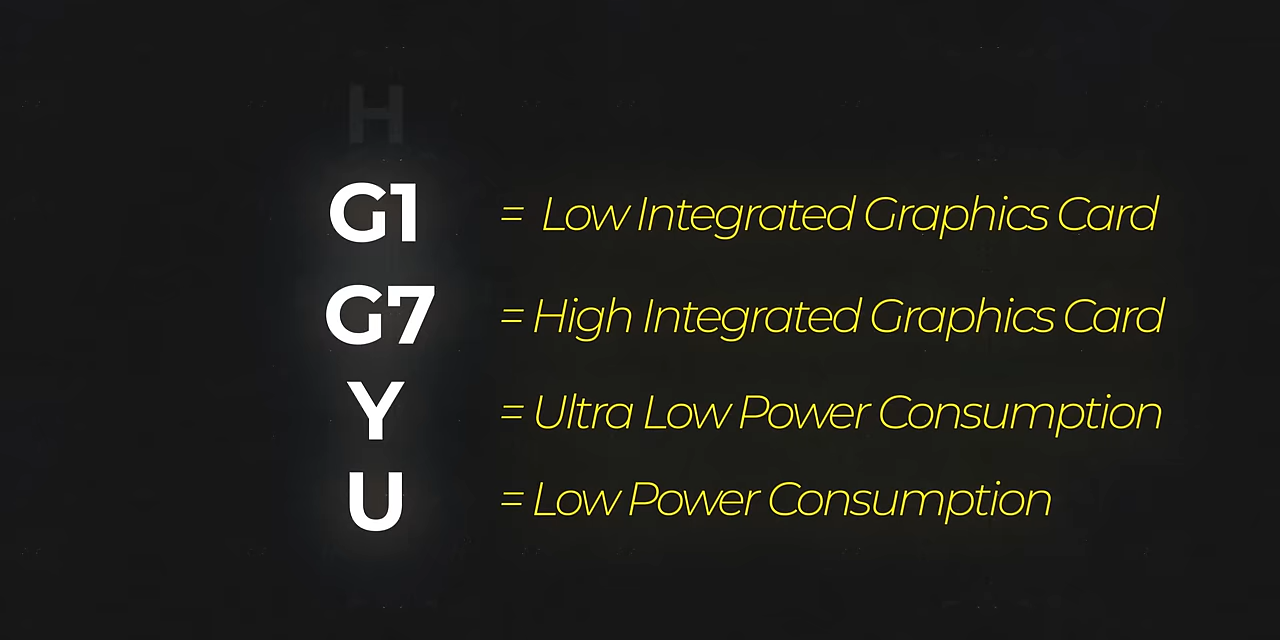 H
G1 = Low Integrated Graphics Card
G7 = High Integrated Graphics Card
Y = Ultra Low Power Consumption
U = Low Power Consumption